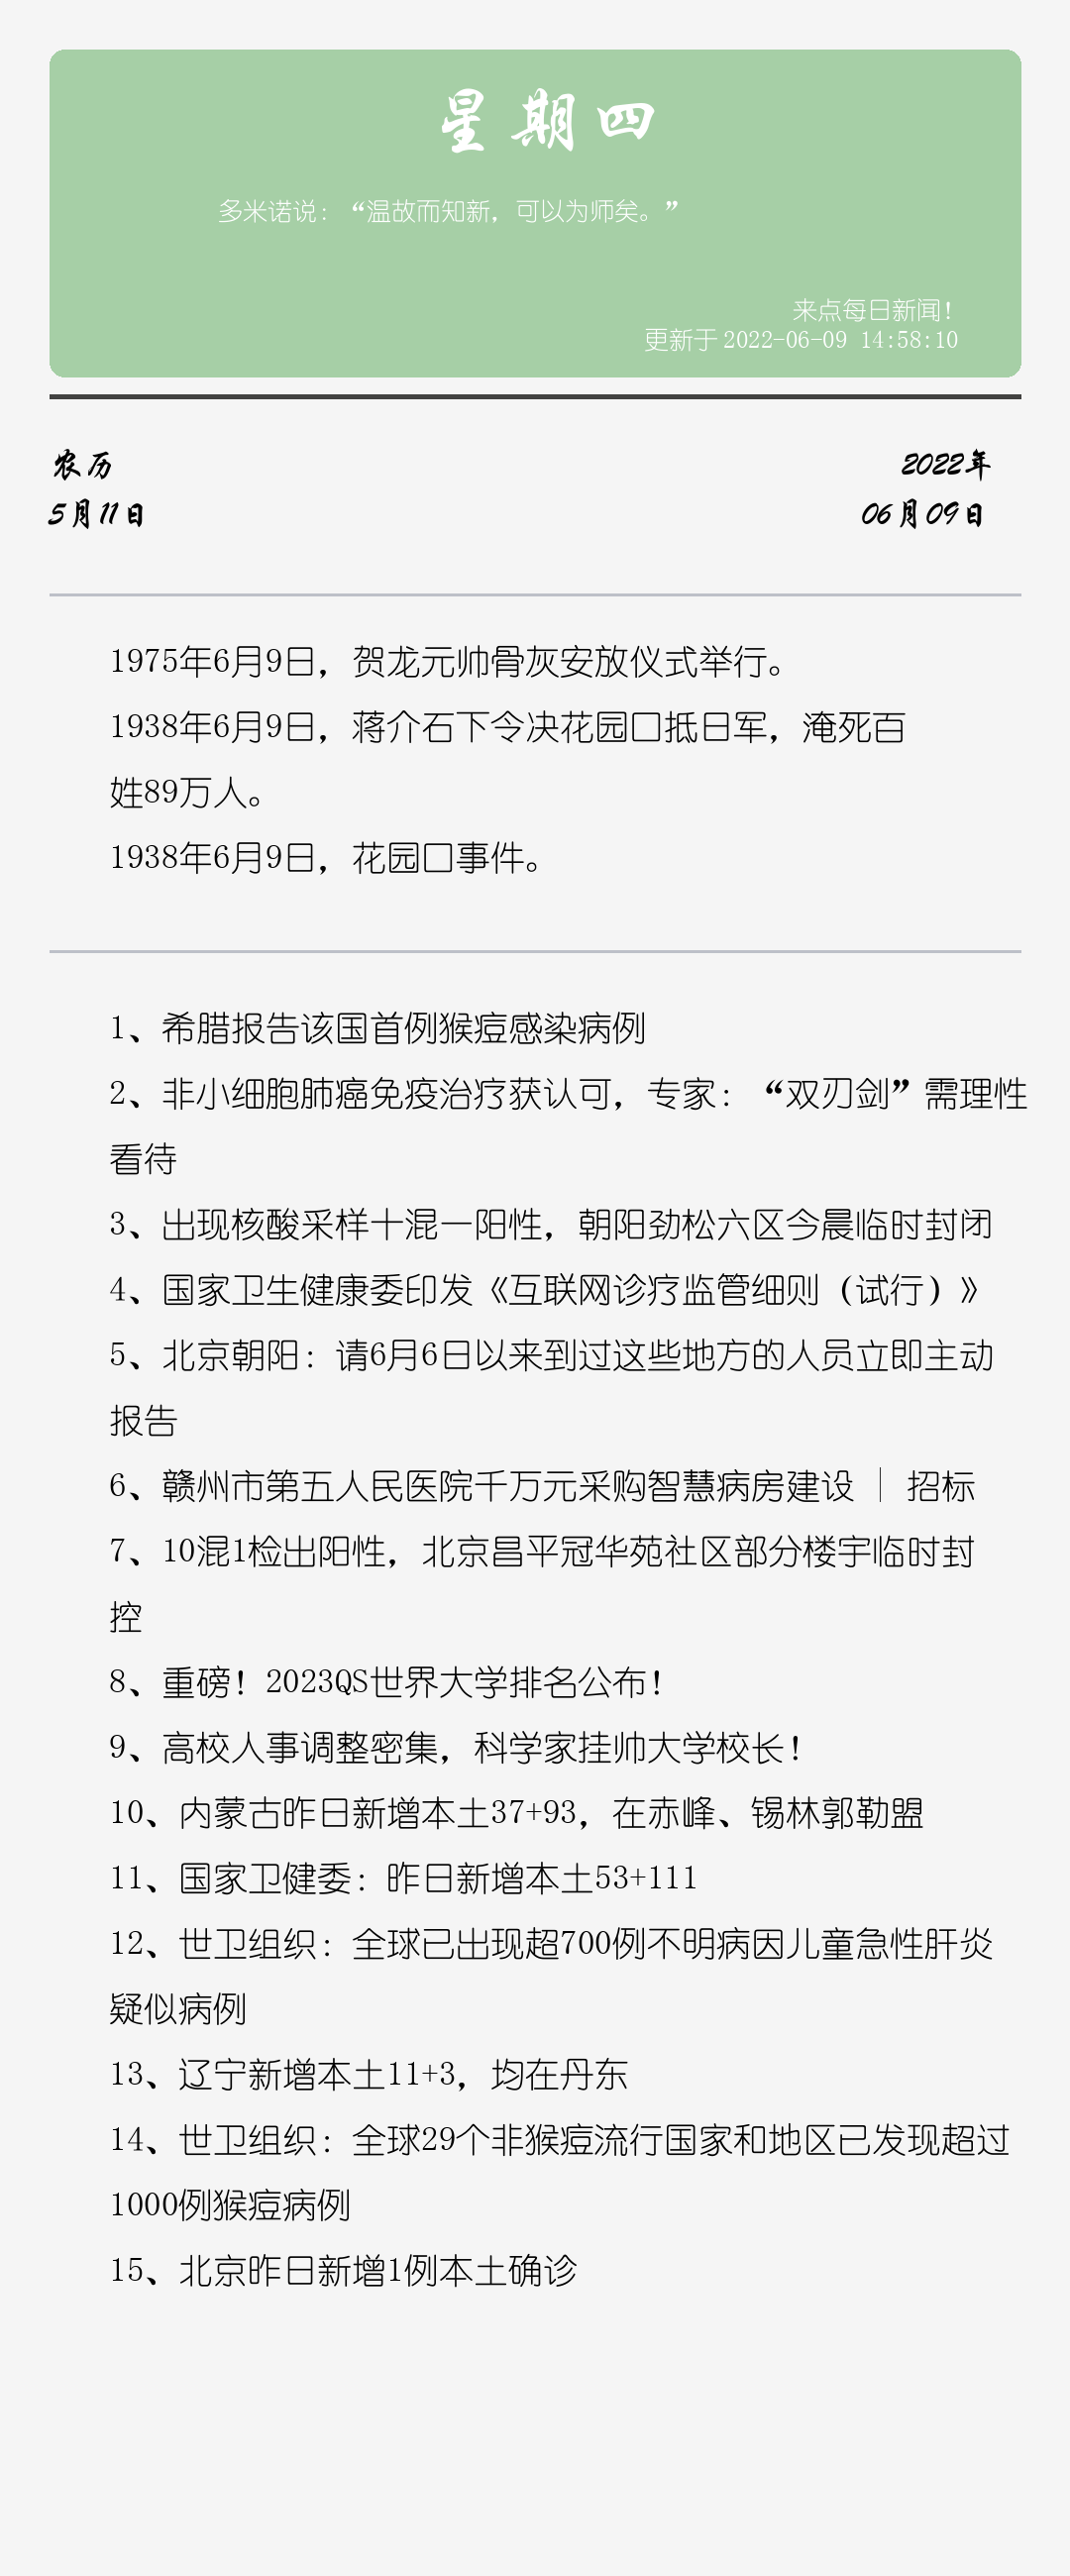 星期四
多米诺说：“温故而知新，可以为师矣。”
来点每日新闻！
更新于 2022-06-09 14:58:10
农历
2022年
5月11日
06月09日
1975年6月9日，贺龙元帅骨灰安放仪式举行。
1938年6月9日，蒋介石下令决花园口抵日军，淹死百
姓89万人。
1938年6月9日，花园口事件。
1、希腊报告该国首例猴痘感染病例
2、非小细胞肺癌免疫治疗获认可，专家：“双刃剑”需理性
看待
3、出现核酸采样十混一阳性，朝阳劲松六区今晨临时封闭
4、国家卫生健康委印发《互联网诊疗监管细则（试行）》
5、北京朝阳：请6月6日以来到过这些地方的人员立即主动
报告
6、赣州市第五人民医院千万元采购智慧病房建设 | 招标
7、10混1检出阳性，北京昌平冠华苑社区部分楼宇临时封
控
8、重磅！2023QS世界大学排名公布！
9、高校人事调整密集，科学家挂帅大学校长！
10、内蒙古昨日新增本土37+93，在赤峰、锡林郭勒盟
11、国家卫健委：昨日新增本土53+111
12、世卫组织：全球已出现超700例不明病因儿童急性肝炎
疑似病例
13、辽宁新增本土11+3，均在丹东
14、世卫组织：全球29个非猴痘流行国家和地区已发现超过
1000例猴痘病例
15、北京昨日新增1例本土确诊